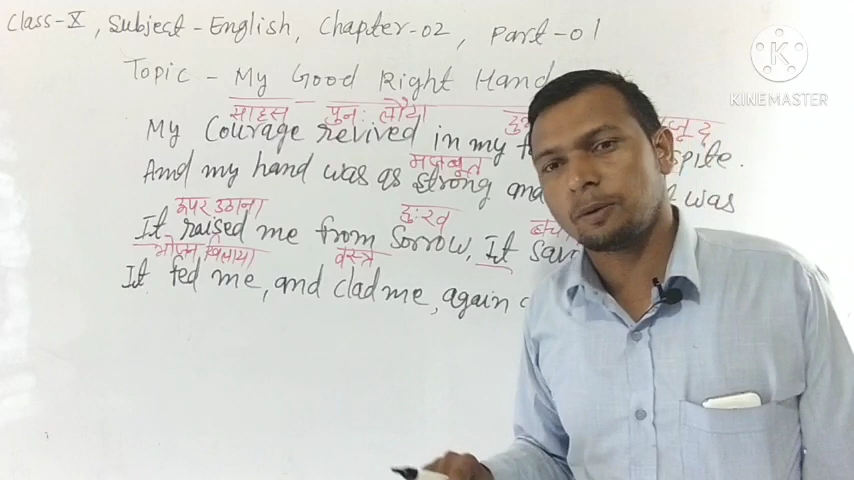 Class-X, Subject-English, Chapter-02, Part-01
Topic - My Good Right Hand
KINEMASTER
साहस पुनः लौटा
My Courage revived in my
मजबूत
And my hand was as strong and was
ऊपर उठाना दुःख
It raised me from Sorrow, It
भोजन खिलाया वस्त्र
It fed me, and clad me, again